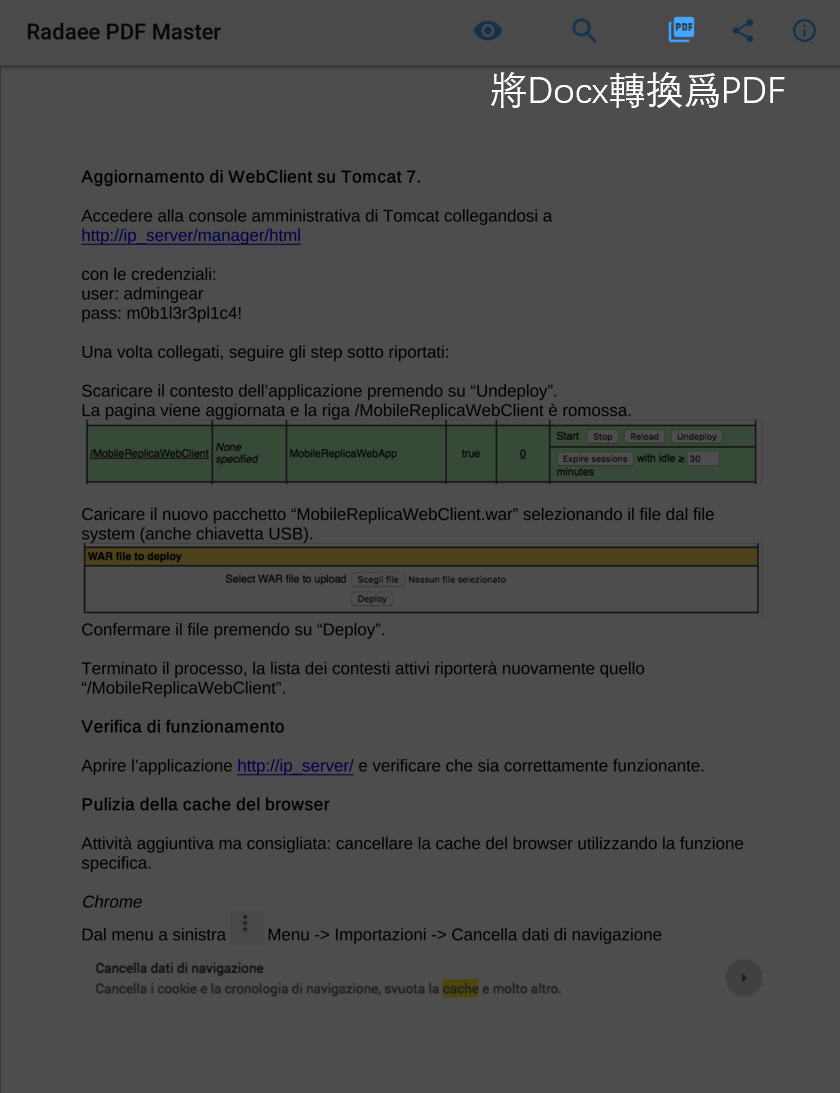 Radaee PDF Master
PDF
將Docx轉換爲PDF
Aggiornamento di WebClient su Tomcat 7.
Accedere alla console amministrativa di Tomcat collegandosi a
http://ip_server/manager/html
con le credenziali:
user: admingear
pass: m0b1l3r3pl1c4!
Una volta collegati, seguire gli step sotto riportati:
Scaricare il contesto dell’applicazione premendo su “Undeploy”.
La pagina viene aggiornata e la riga /MobileReplicaWebClient è romossa.
/MobileReplicaWebClient None specified MobileReplicaWebApp true 0 Start Stop Reload Undeploy
Expire sessions with idle ≥ 30 minutes
Caricare il nuovo pacchetto “MobileReplicaWebClient.war” selezionando il file dal file
system (anche chiavetta USB).
WAR file to deploy
Select WAR file to upload Scegli file Nessun file selezionato
Deploy
Confermare il file premendo su “Deploy”.
Terminato il processo, la lista dei contesti attivi riporterà nuovamente quello
“/MobileReplicaWebClient”.
Verifica di funzionamento
Aprire l’applicazione http://ip_server/ e verificare che sia correttamente funzionante.
Pulizia della cache del browser
Attività aggiuntiva ma consigliata: cancellare la cache del browser utilizzando la funzione
specifica.
Chrome
Dal menu a sinistra Menu -> Importazioni -> Cancella dati di navigazione
Cancella dati di navigazione
Cancella i cookie e la cronologia di navigazione, svuota la cache e molto altro.